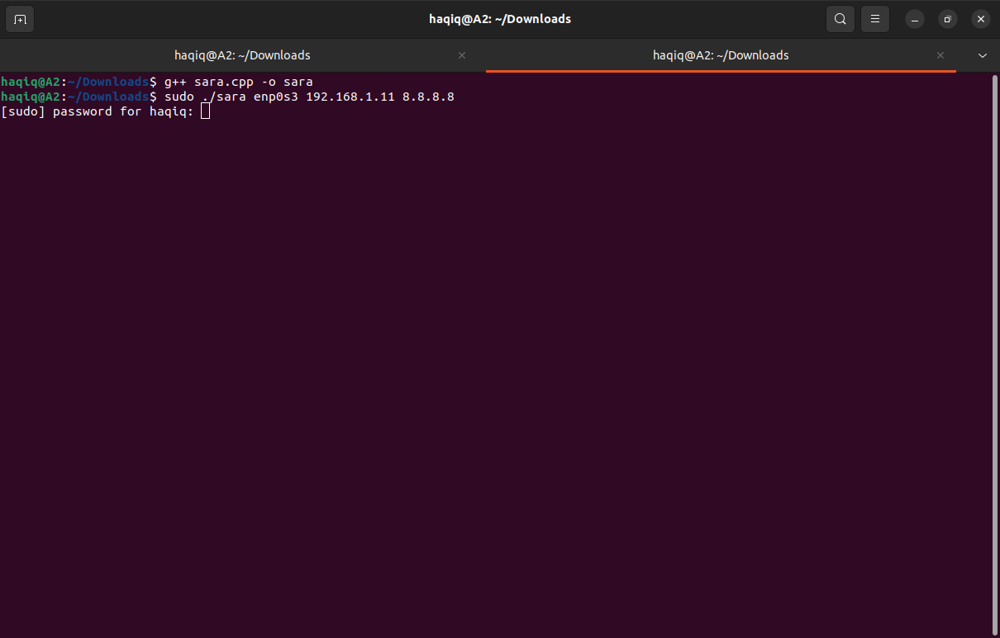 haqiq@A2: ~/Downloads
haqiq@A2: ~/Downloads haqiq@A2: ~/Downloads
haqiq@A2:~/Downloads$ g++ sara.cpp -o sara
haqiq@A2:~/Downloads$ sudo ./sara enp0s3 192.168.1.11 8.8.8.8
[sudo] password for haqiq: